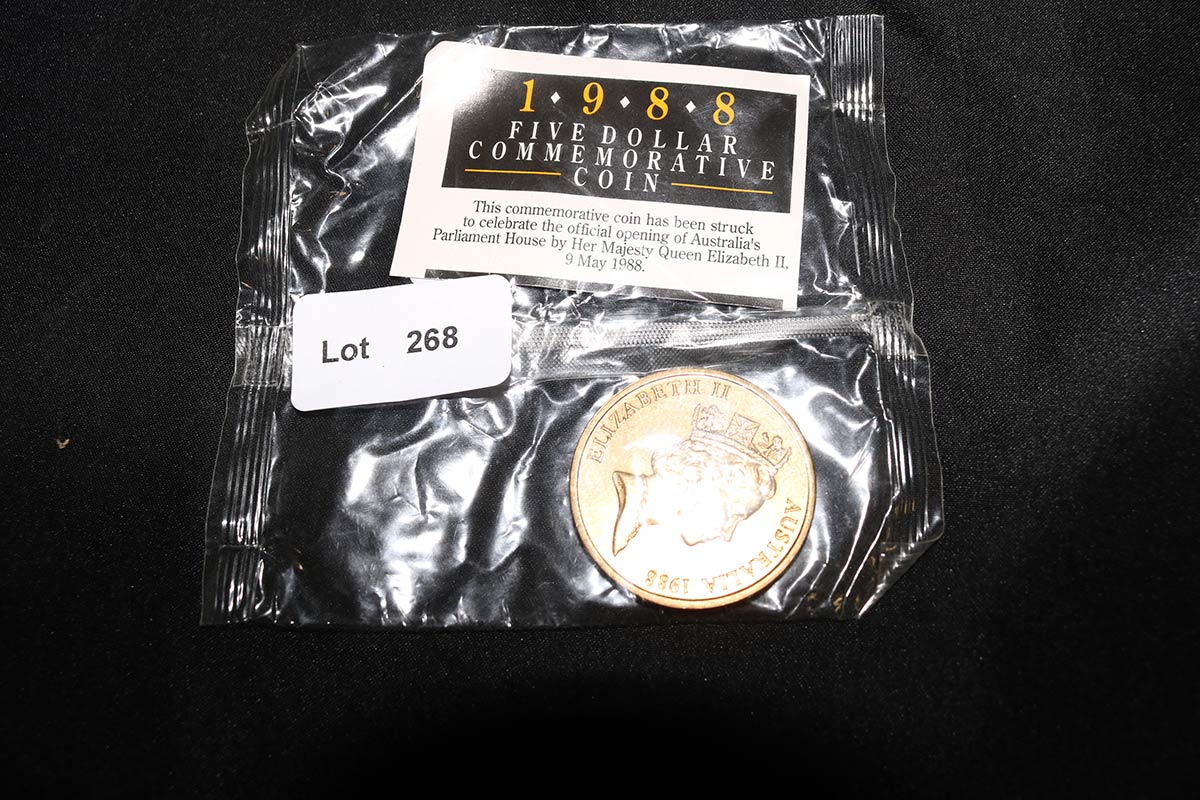 1 ⬥ 9 ⬥ 8 ⬥ 8
FIVE DOLLAR
COMMEMORATIVE
COIN
This commemorative coin has been struck
to celebrate the official opening of Australia's
Parliament House by Her Majesty Queen Elizabeth II,
9 May 1988.
Lot 268
ELIZABETH II
AUSTRALIA 1988